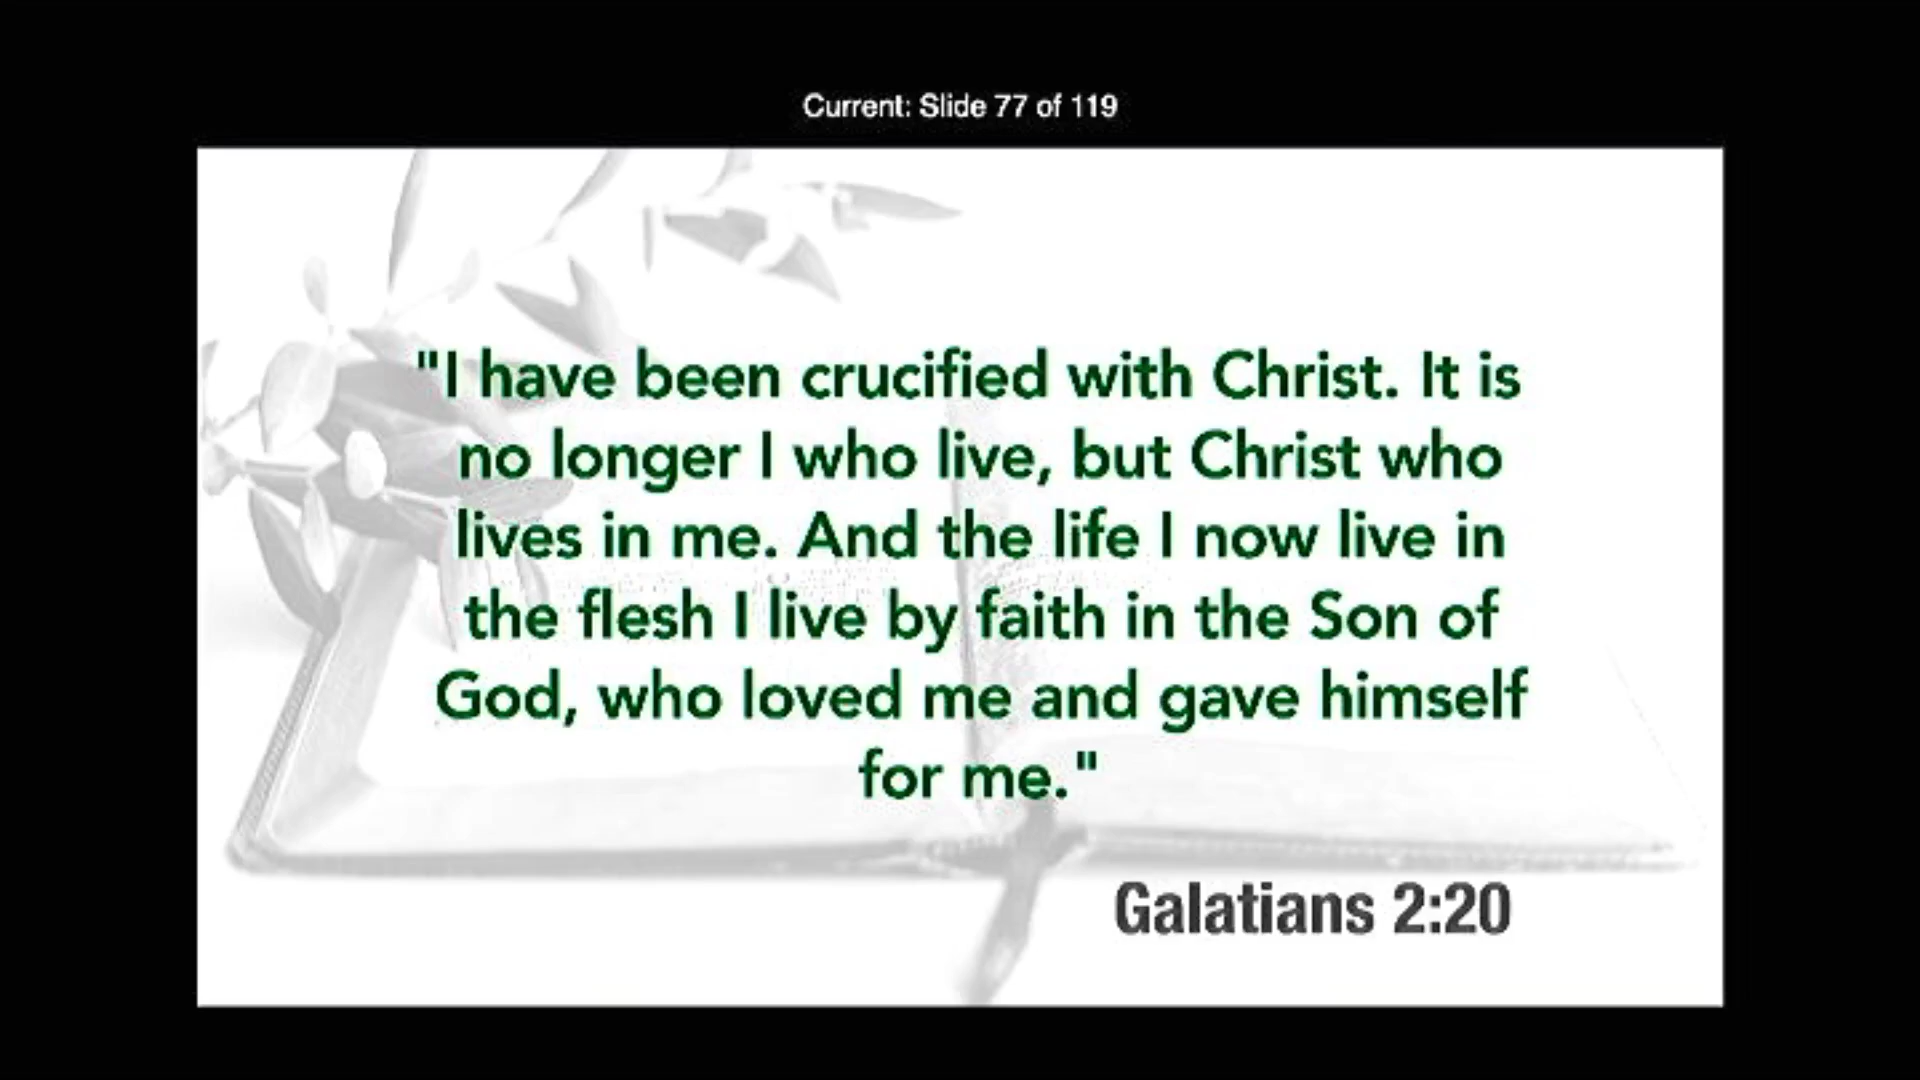 Current: Slide 77 of 119
"I have been crucified with Christ. It is
no longer I who live, but Christ who
lives in me. And the life I now live in
the flesh I live by faith in the Son of
God, who loved me and gave himself
for me."
Galatians 2:20